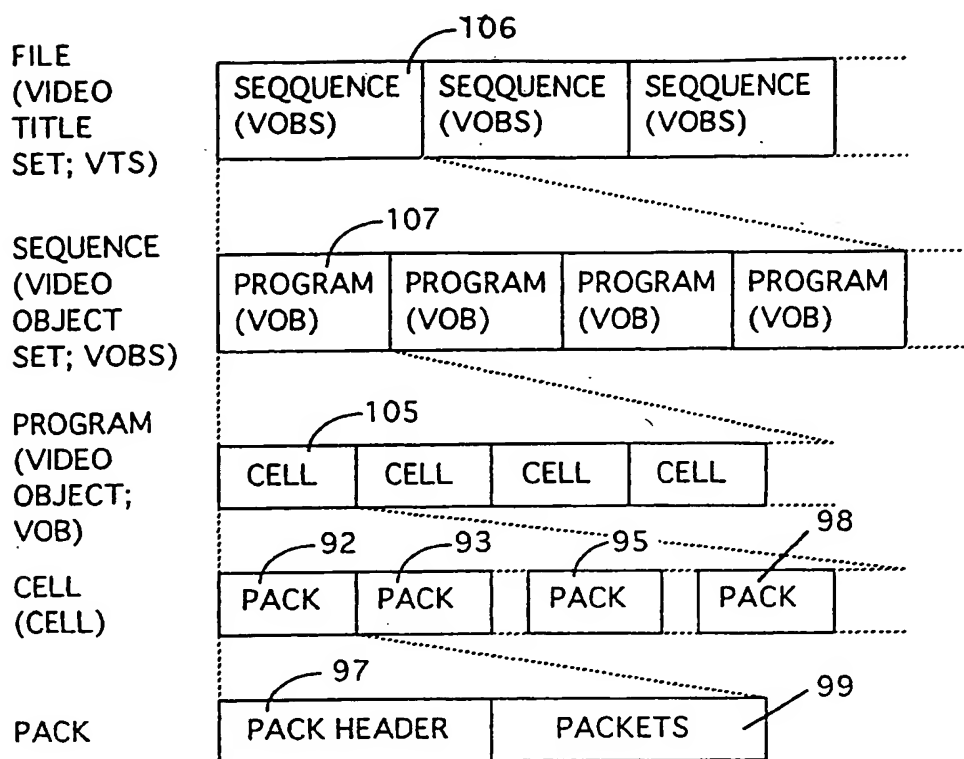 106
FILE
(VIDEO
TITLE
SET; VTS)
SEQQUENCE
(VOBS)
SEQQUENCE
(VOBS)
SEQQUENCE
(VOBS)
107
SEQUENCE
(VIDEO
OBJECT
SET; VOBS)
PROGRAM
(VOB)
PROGRAM
(VOB)
PROGRAM
(VOB)
PROGRAM
(VOB)
105
PROGRAM
(VIDEO
OBJECT;
VOB)
CELL CELL CELL CELL
92 93 95 98
CELL
(CELL)
PACK PACK PACK PACK
97 99
PACK
PACK HEADER PACKETS